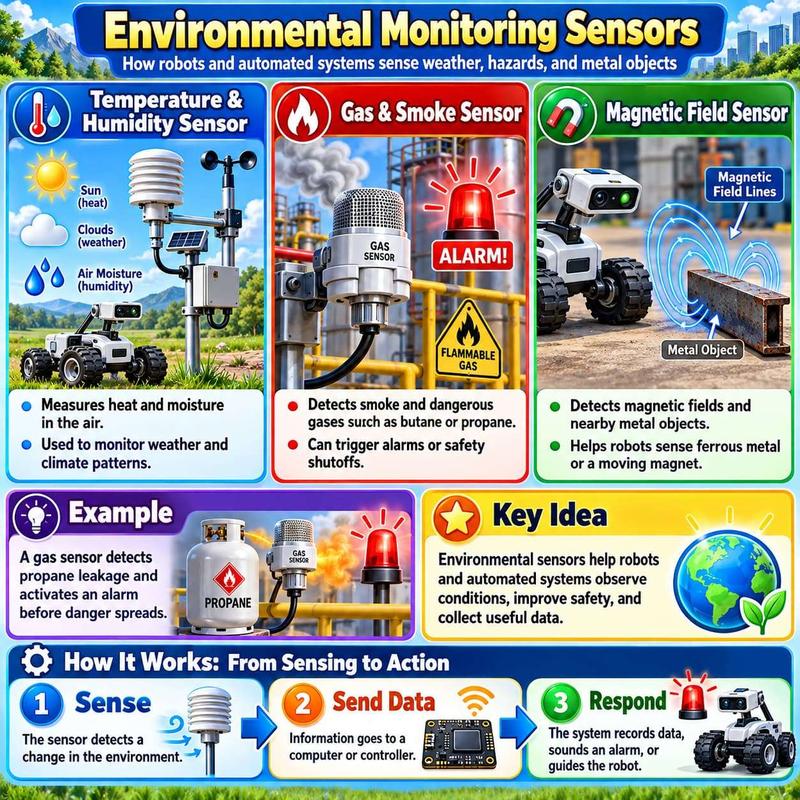 Environmental Monitoring Sensors
How robots and automated systems sense weather, hazards, and metal objects
Temperature &
Humidity Sensor
Sun
(heat)
Clouds
(weather)
Air Moisture
(humidity)
• Measures heat and moisture
in the air.
• Used to monitor weather and
climate patterns.
Gas & Smoke Sensor
GAS
SENSOR
ALARM!
FLAMMABLE
GAS
• Detects smoke and dangerous
gases such as butane or propane.
• Can trigger alarms or safety
shutoffs.
Magnetic Field Sensor
Magnetic
Field Lines
Metal Object
• Detects magnetic fields and
nearby metal objects.
• Helps robots sense ferrous metal
or a moving magnet.
Example
A gas sensor detects
propane leakage and
activates an alarm
before danger spreads.
PROPANE
GAS
SENSOR
Key Idea
Environmental sensors help robots
and automated systems observe
conditions, improve safety, and
collect useful data.
How It Works: From Sensing to Action
1 Sense
The sensor detects a
change in the environment.
2 Send Data
Information goes to a
computer or controller.
3 Respond
The system records data,
sounds an alarm, or
guides the robot.